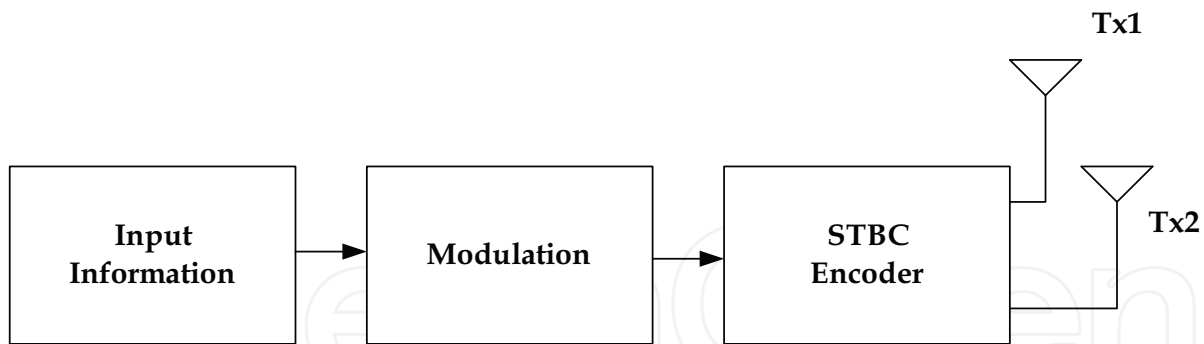 Tx1
Input
Information
Modulation
STBC
Encoder
Tx2